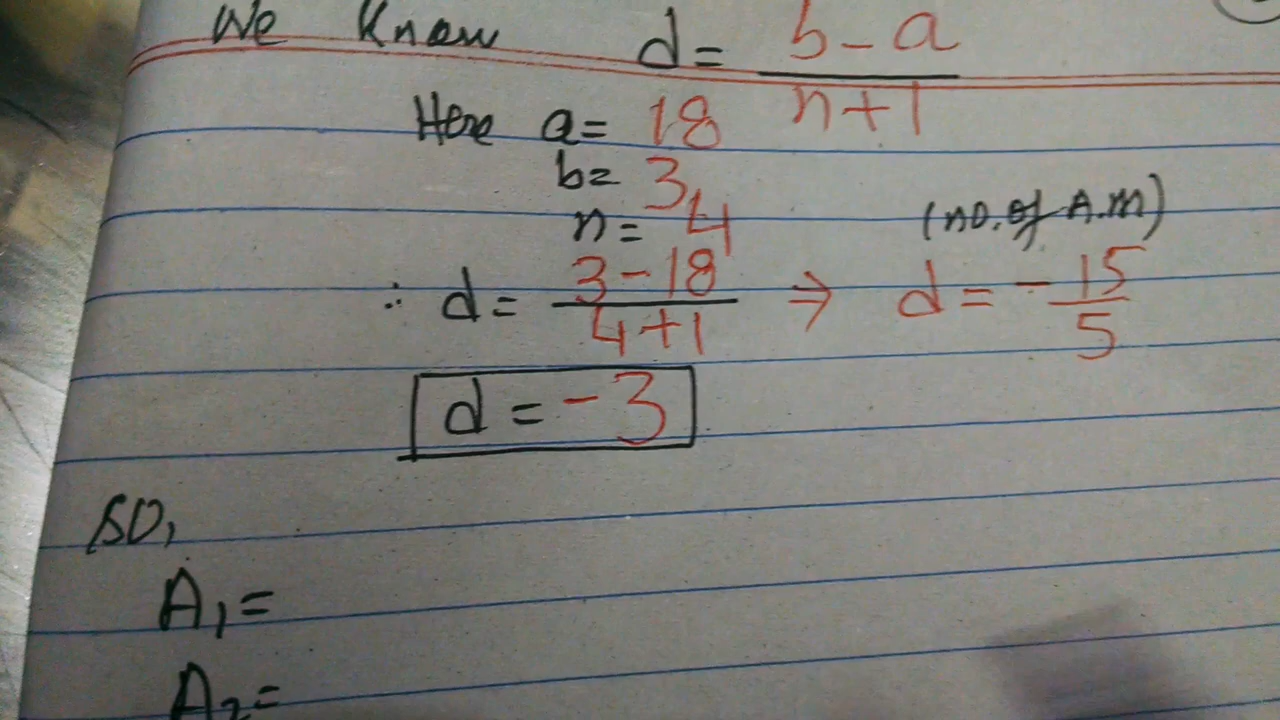 We Know d = b - a / n + 1
Here a = 18
b = 3
n = 4 (no. of A.M)
∴ d = 3 - 18 / 4 + 1 ⇒ d = - 15 / 5
d = - 3
SO,
A₁ =
A₂ =